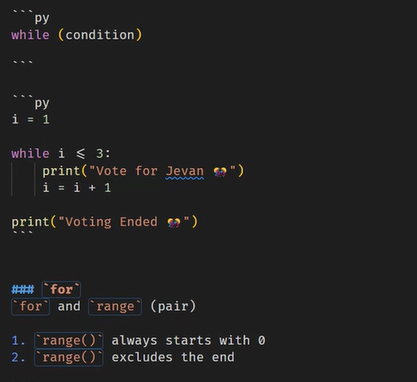 ```py
while (condition)
```
```py
i = 1
while i <= 3:
print("Vote for Jevan 🎊")
i = i + 1
print("Voting Ended 🎊")
```
### `for`
`for` and `range` (pair)
1. `range()` always starts with 0
2. `range()` excludes the end